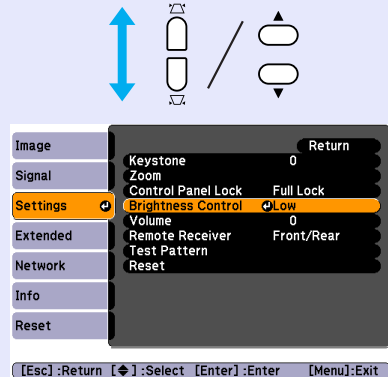 Image
Signal
Settings
Extended
Network
Info
Reset
Return
Keystone 0
Zoom
Control Panel Lock Full Lock
Brightness Control Low
Volume 0
Remote Receiver Front/Rear
Test Pattern
Reset
[Esc] :Return [◆] :Select [Enter] :Enter [Menu]:Exit